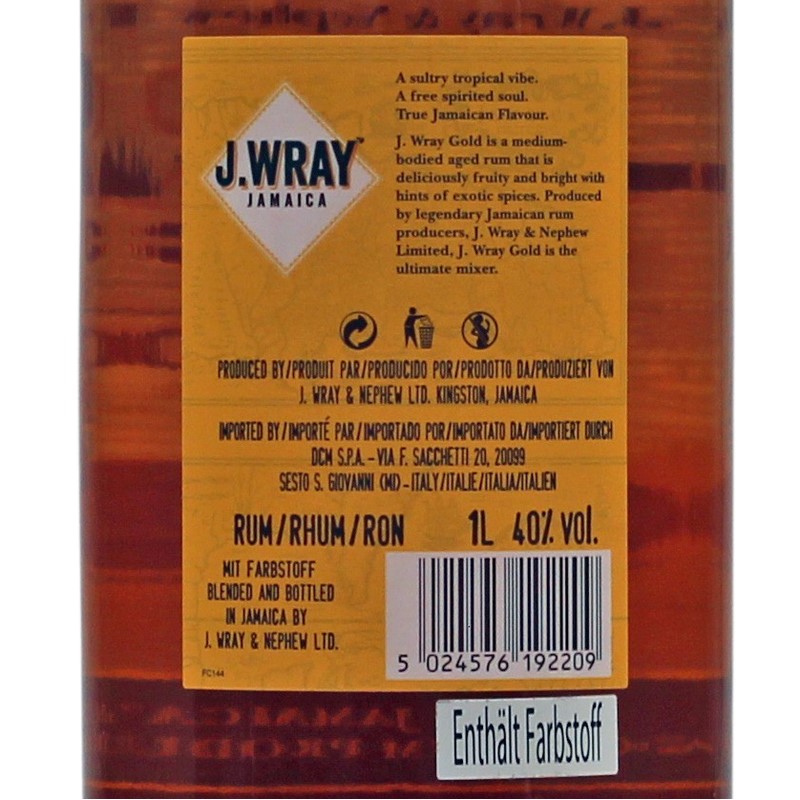 A sultry tropical vibe.
A free spirited soul.
True Jamaican Flavour.
J. Wray Gold is a medium-
bodied aged rum that is
deliciously fruity and bright with
hints of exotic spices. Produced
by legendary Jamaican rum
producers, J. Wray & Nephew
Limited, J. Wray Gold is the
ultimate mixer.
J.WRAY™
JAMAICA
PRODUCED BY/PRODUIT PAR/PRODUCIDO POR/PRODOTTO DA/PRODUZIERT VON
J. WRAY & NEPHEW LTD. KINGSTON, JAMAICA
IMPORTED BY/IMPORTÉ PAR/IMPORTADO POR/IMPORTATO DA/IMPORTIERT DURCH
DCM S.P.A. - VIA F. SACCHETTI 20, 20099
SESTO S. GIOVANNI (MI) - ITALY/ITALIE/ITALIA/ITALIEN
RUM/RHUM/RON 1L 40% VOL.
MIT FARBSTOFF
BLENDED AND BOTTLED
IN JAMAICA BY
J. WRAY & NEPHEW LTD.
FC144
5 024576 192209
Enthält Farbstoff